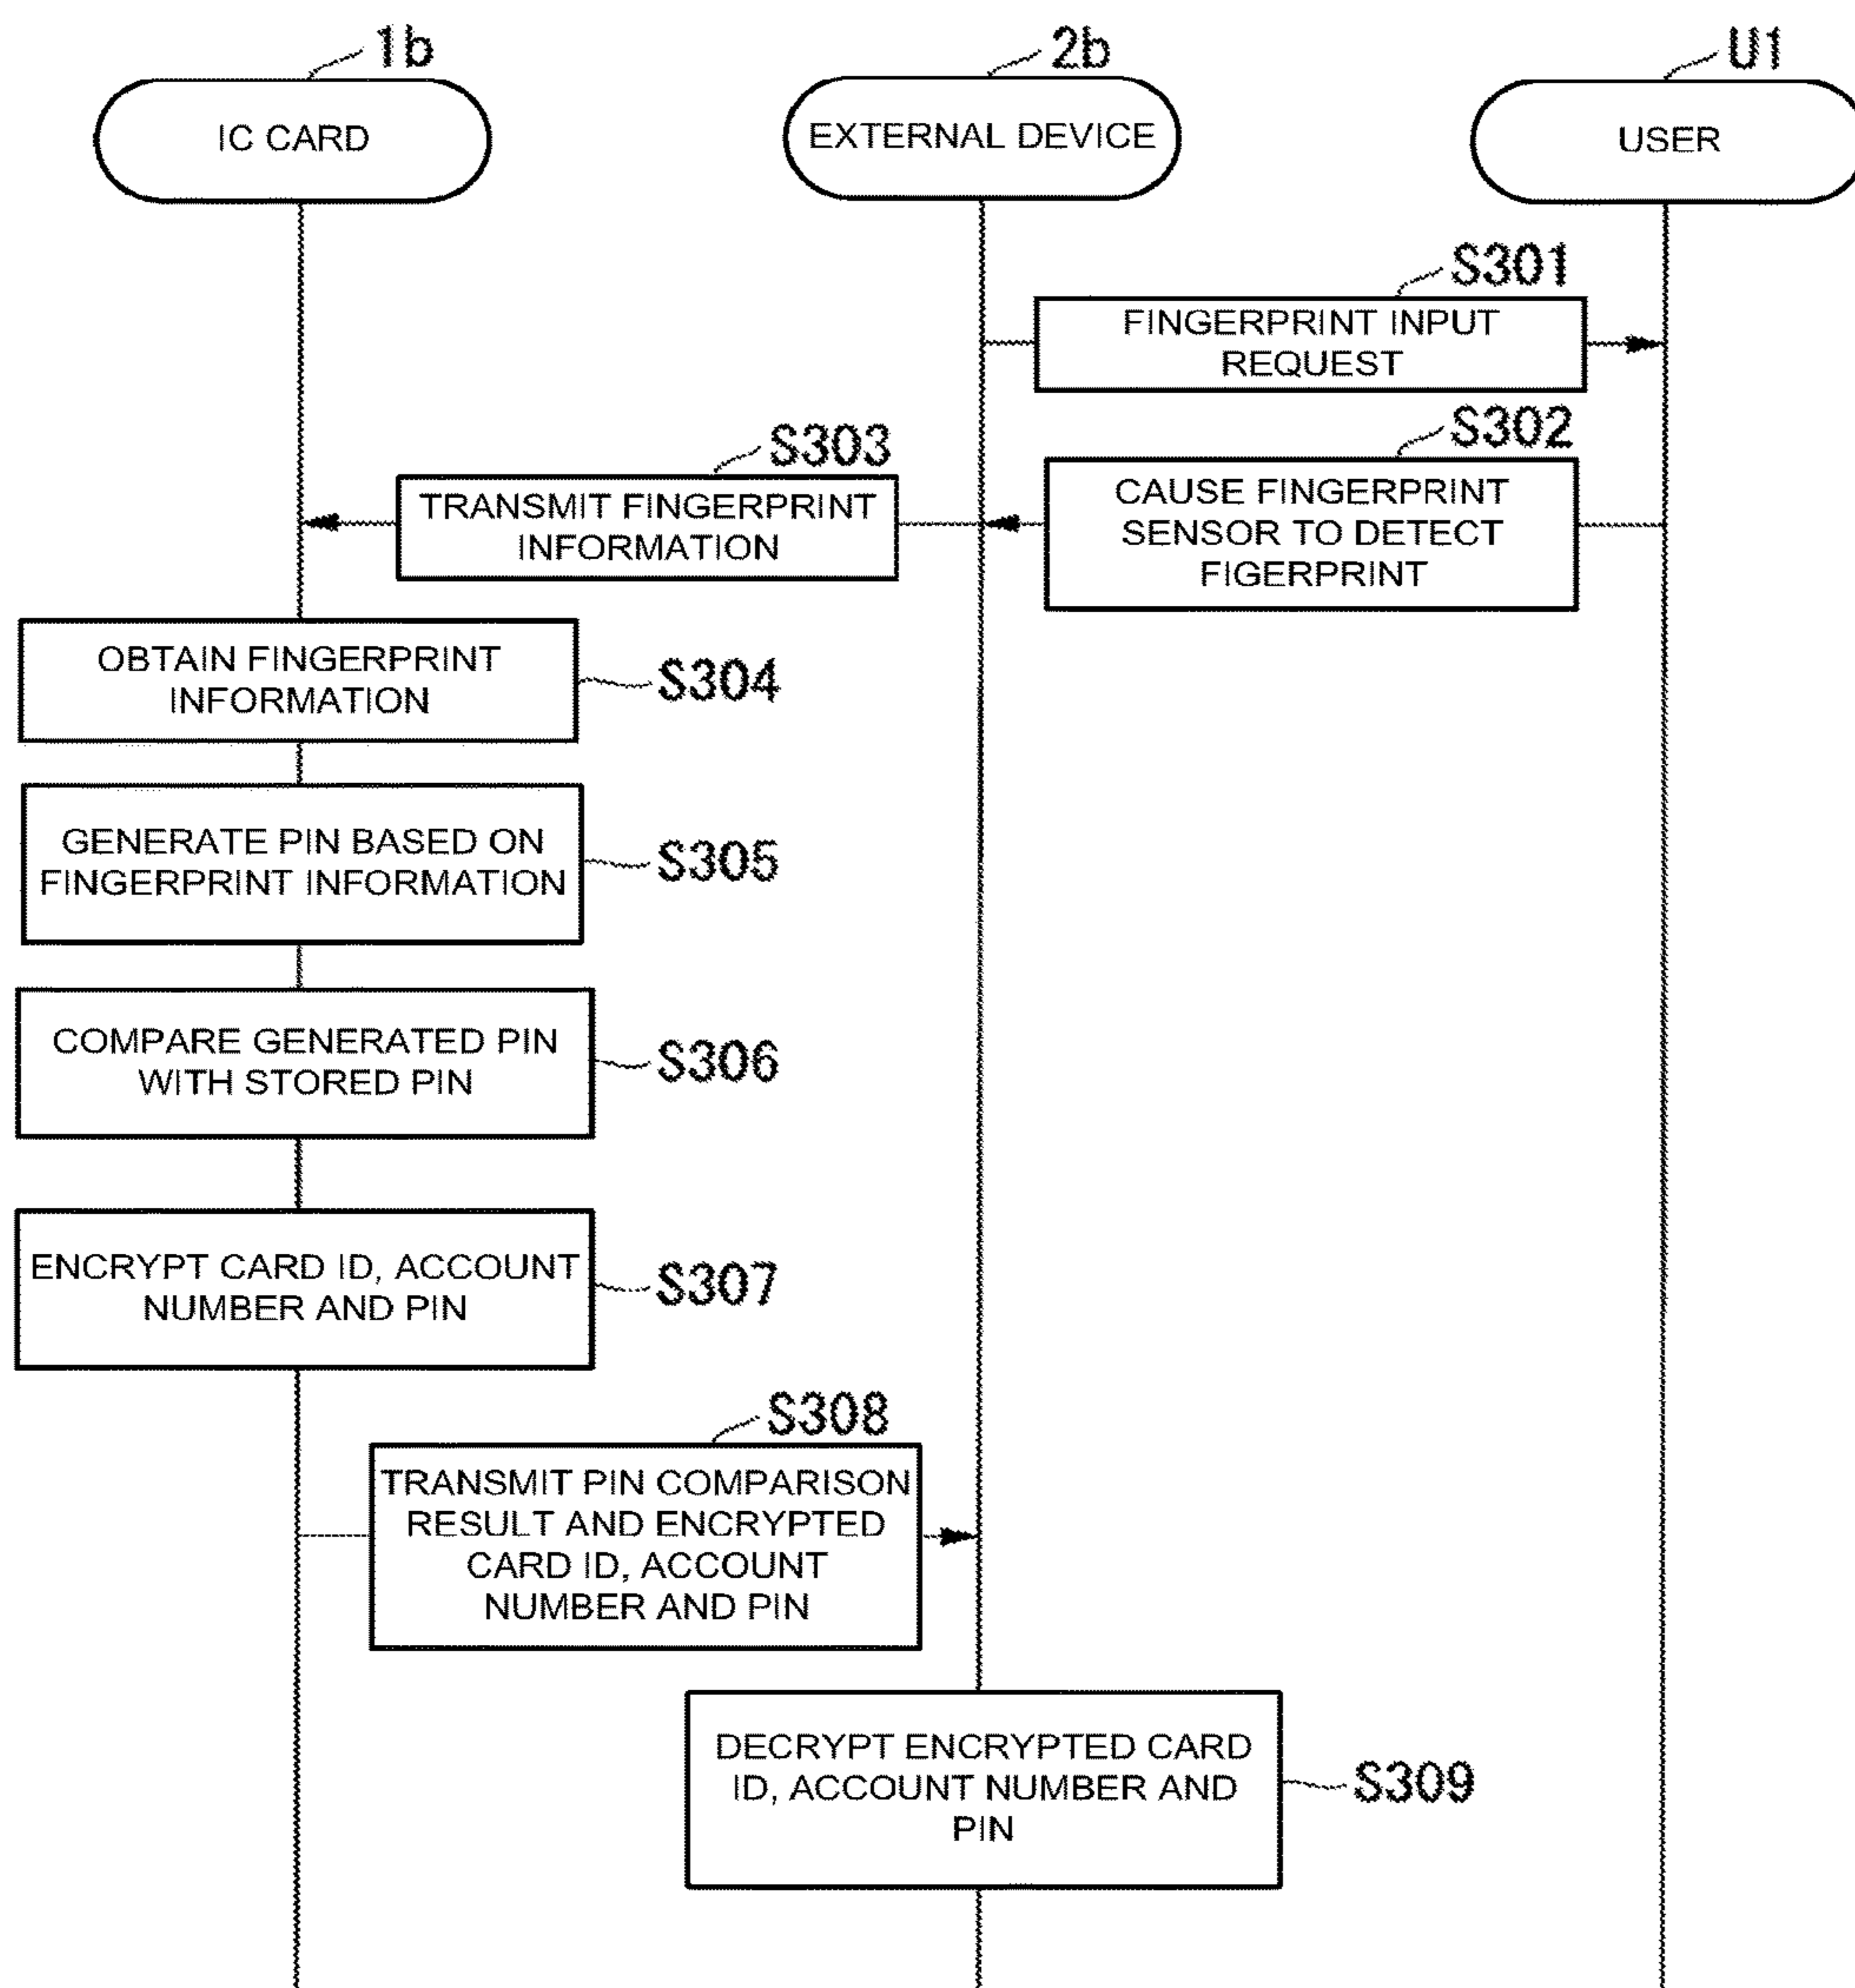 1b
2b
U1
IC CARD
EXTERNAL DEVICE
USER
S301
FINGERPRINT INPUT
REQUEST
S302
CAUSE FINGERPRINT
SENSOR TO DETECT
FIGERPRINT
S303
TRANSMIT FINGERPRINT
INFORMATION
OBTAIN FINGERPRINT
INFORMATION
S304
GENERATE PIN BASED ON
FINGERPRINT INFORMATION
S305
COMPARE GENERATED PIN
WITH STORED PIN
S306
ENCRYPT CARD ID, ACCOUNT
NUMBER AND PIN
S307
S308
TRANSMIT PIN COMPARISON
RESULT AND ENCRYPTED
CARD ID, ACCOUNT
NUMBER AND PIN
DECRYPT ENCRYPTED CARD
ID, ACCOUNT NUMBER AND
PIN
S309